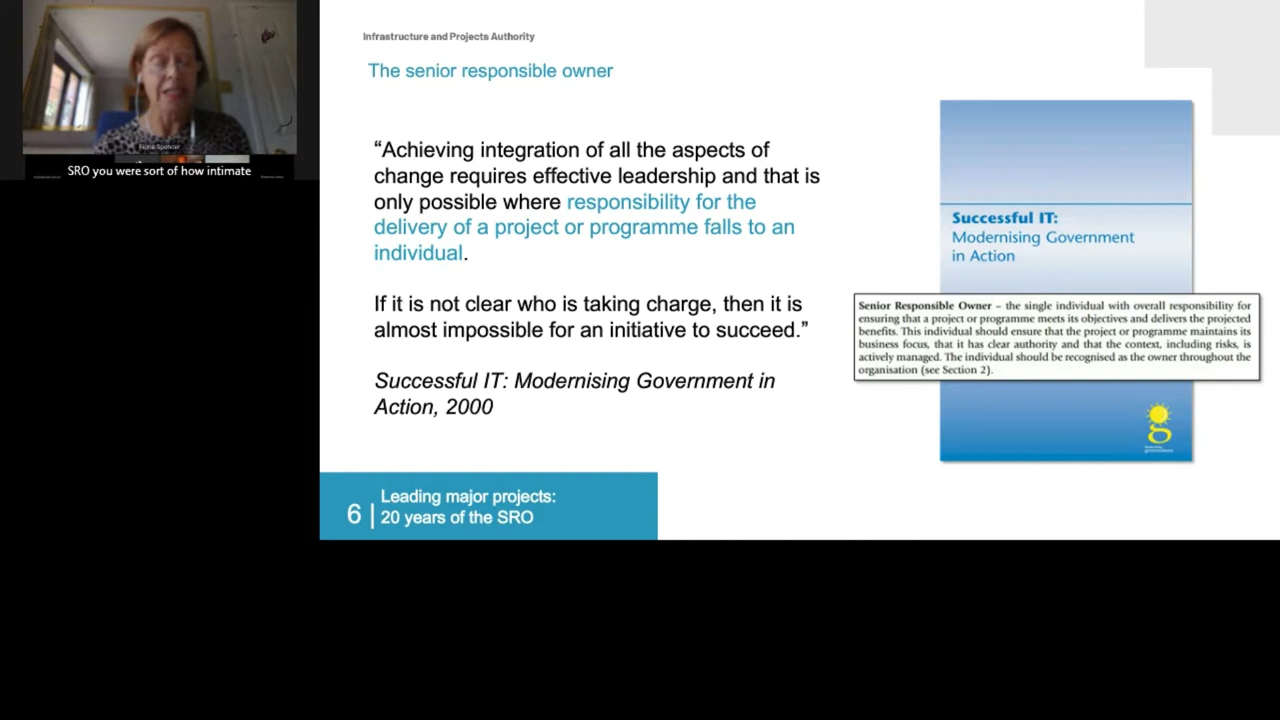 Fiona Spencer
SRO you were sort of how intimate
Infrastructure and Projects Authority
The senior responsible owner
“Achieving integration of all the aspects of
change requires effective leadership and that is
only possible where responsibility for the
delivery of a project or programme falls to an
individual.
If it is not clear who is taking charge, then it is
almost impossible for an initiative to succeed.”
Successful IT: Modernising Government in
Action, 2000
Successful IT:
Modernising Government
in Action
Senior Responsible Owner – the single individual with overall responsibility for
ensuring that a project or programme meets its objectives and delivers the projected
benefits. This individual should ensure that the project or programme maintains its
business focus, that it has clear authority and that the context, including risks, is
actively managed. The individual should be recognised as the owner throughout the
organisation (see Section 2).
6 | Leading major projects:
20 years of the SRO